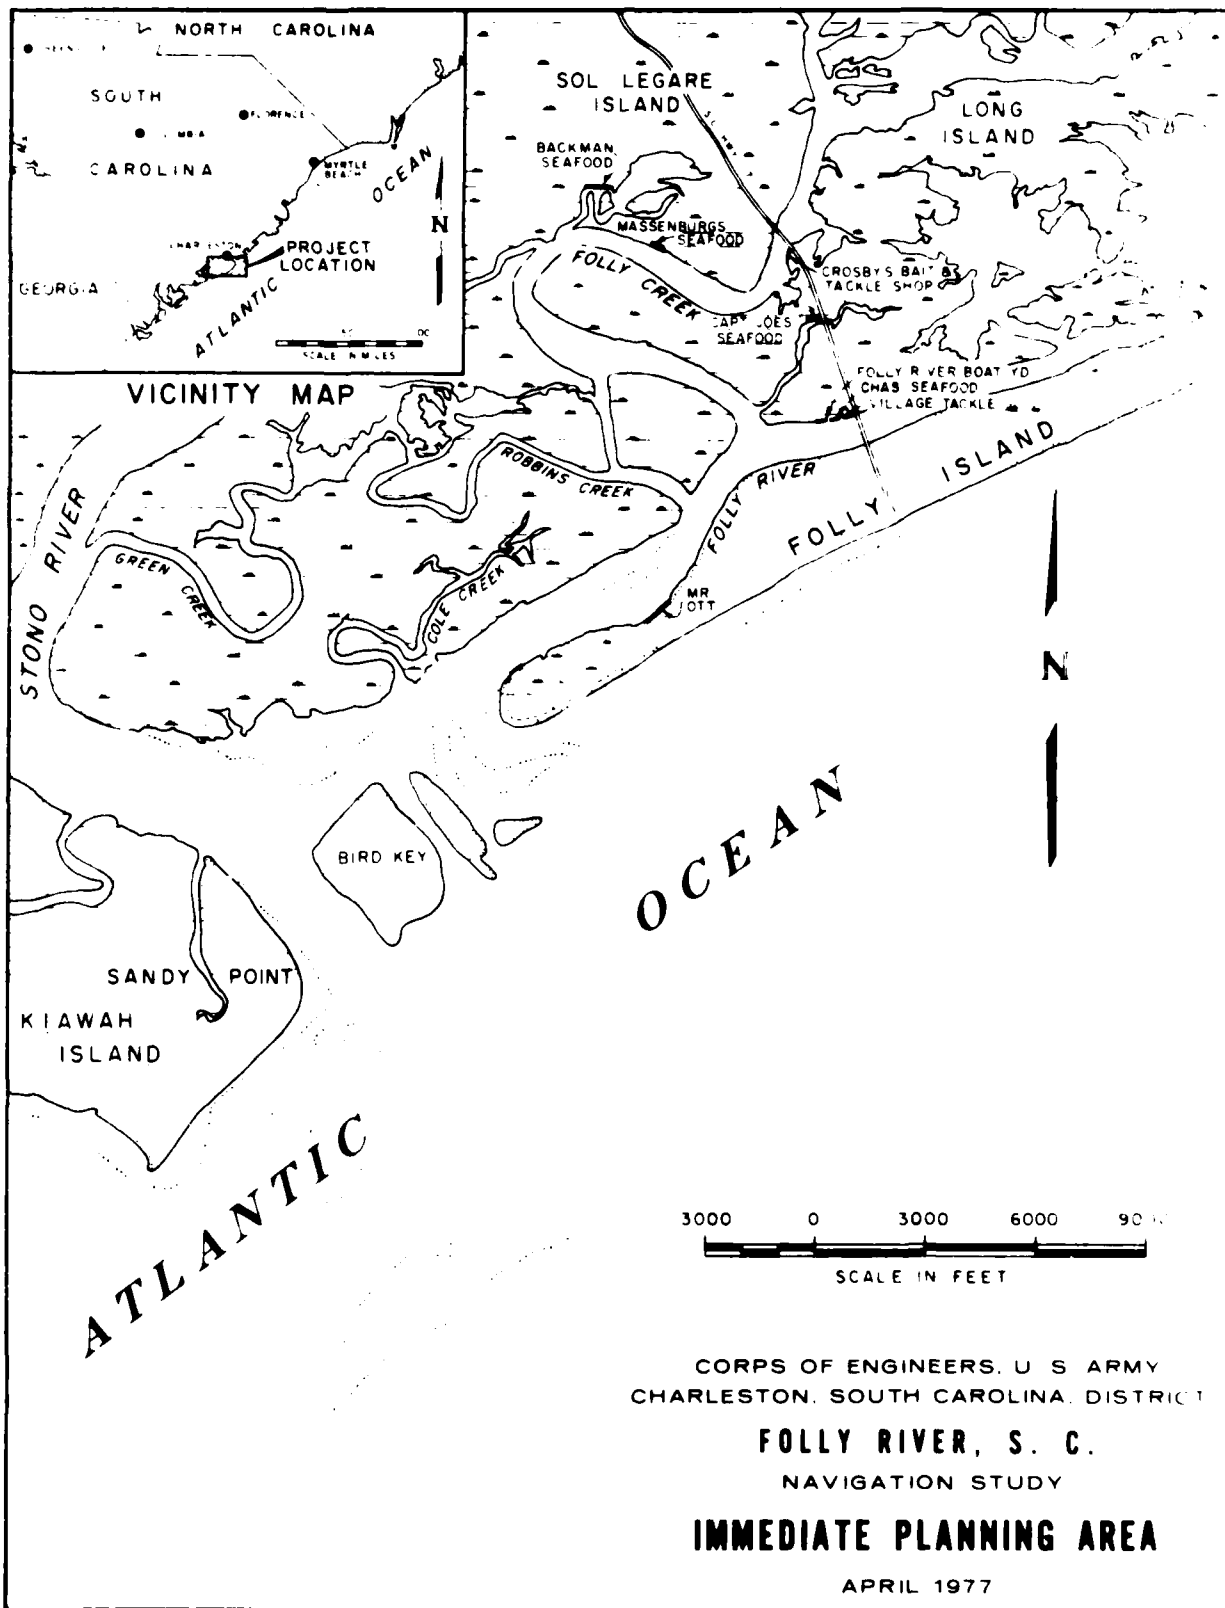 NORTH CAROLINA
SOUTH
CAROLINA
FLORENCE
MYRTLE
BEACH
OCEAN
N
PROJECT
LOCATION
GEORGIA
ATLANTIC
SCALE IN MILES
VICINITY MAP
SOL LEGARE
ISLAND
LONG
ISLAND
BACKMAN
SEAFOOD
MASSENBURGS
SEAFOOD
FOLLY CREEK
CROSBYS BAIT &
TACKLE SHOP
CAPT JOES
SEAFOOD
FOLLY RIVER BOAT YD
CHAS SEAFOOD
VILLAGE TACKLE
ROBBINS CREEK
FOLLY RIVER
FOLLY ISLAND
STONO RIVER
GREEN
CREEK
COLE CREEK
MR
OTT
N
BIRD KEY
OCEAN
SANDY POINT
KIAWAH
ISLAND
ATLANTIC
3000 0 3000 6000
SCALE IN FEET
CORPS OF ENGINEERS, U S ARMY
CHARLESTON, SOUTH CAROLINA, DISTRICT
FOLLY RIVER, S. C.
NAVIGATION STUDY
IMMEDIATE PLANNING AREA
APRIL 1977